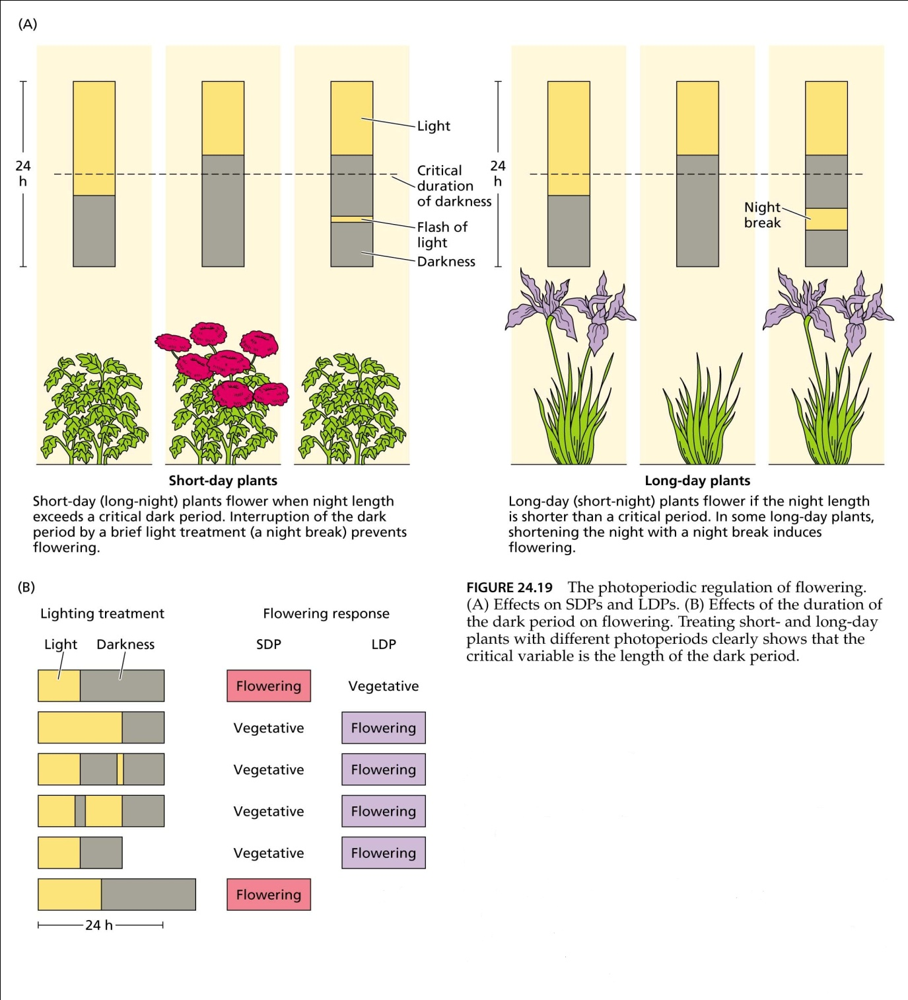 (A)
24
h
Light
Critical
duration
of darkness
Flash of
light
Darkness
24
h
Night
break
Short-day plants
Short-day (long-night) plants flower when night length
exceeds a critical dark period. Interruption of the dark
period by a brief light treatment (a night break) prevents
flowering.
Long-day plants
Long-day (short-night) plants flower if the night length
is shorter than a critical period. In some long-day plants,
shortening the night with a night break induces
flowering.
(B)
Lighting treatment
Flowering response
Light Darkness
SDP
LDP
Flowering
Vegetative
Vegetative
Flowering
Vegetative
Flowering
Vegetative
Flowering
Vegetative
Flowering
Flowering
24 h
FIGURE 24.19 The photoperiodic regulation of flowering.
(A) Effects on SDPs and LDPs. (B) Effects of the duration of
the dark period on flowering. Treating short- and long-day
plants with different photoperiods clearly shows that the
critical variable is the length of the dark period.